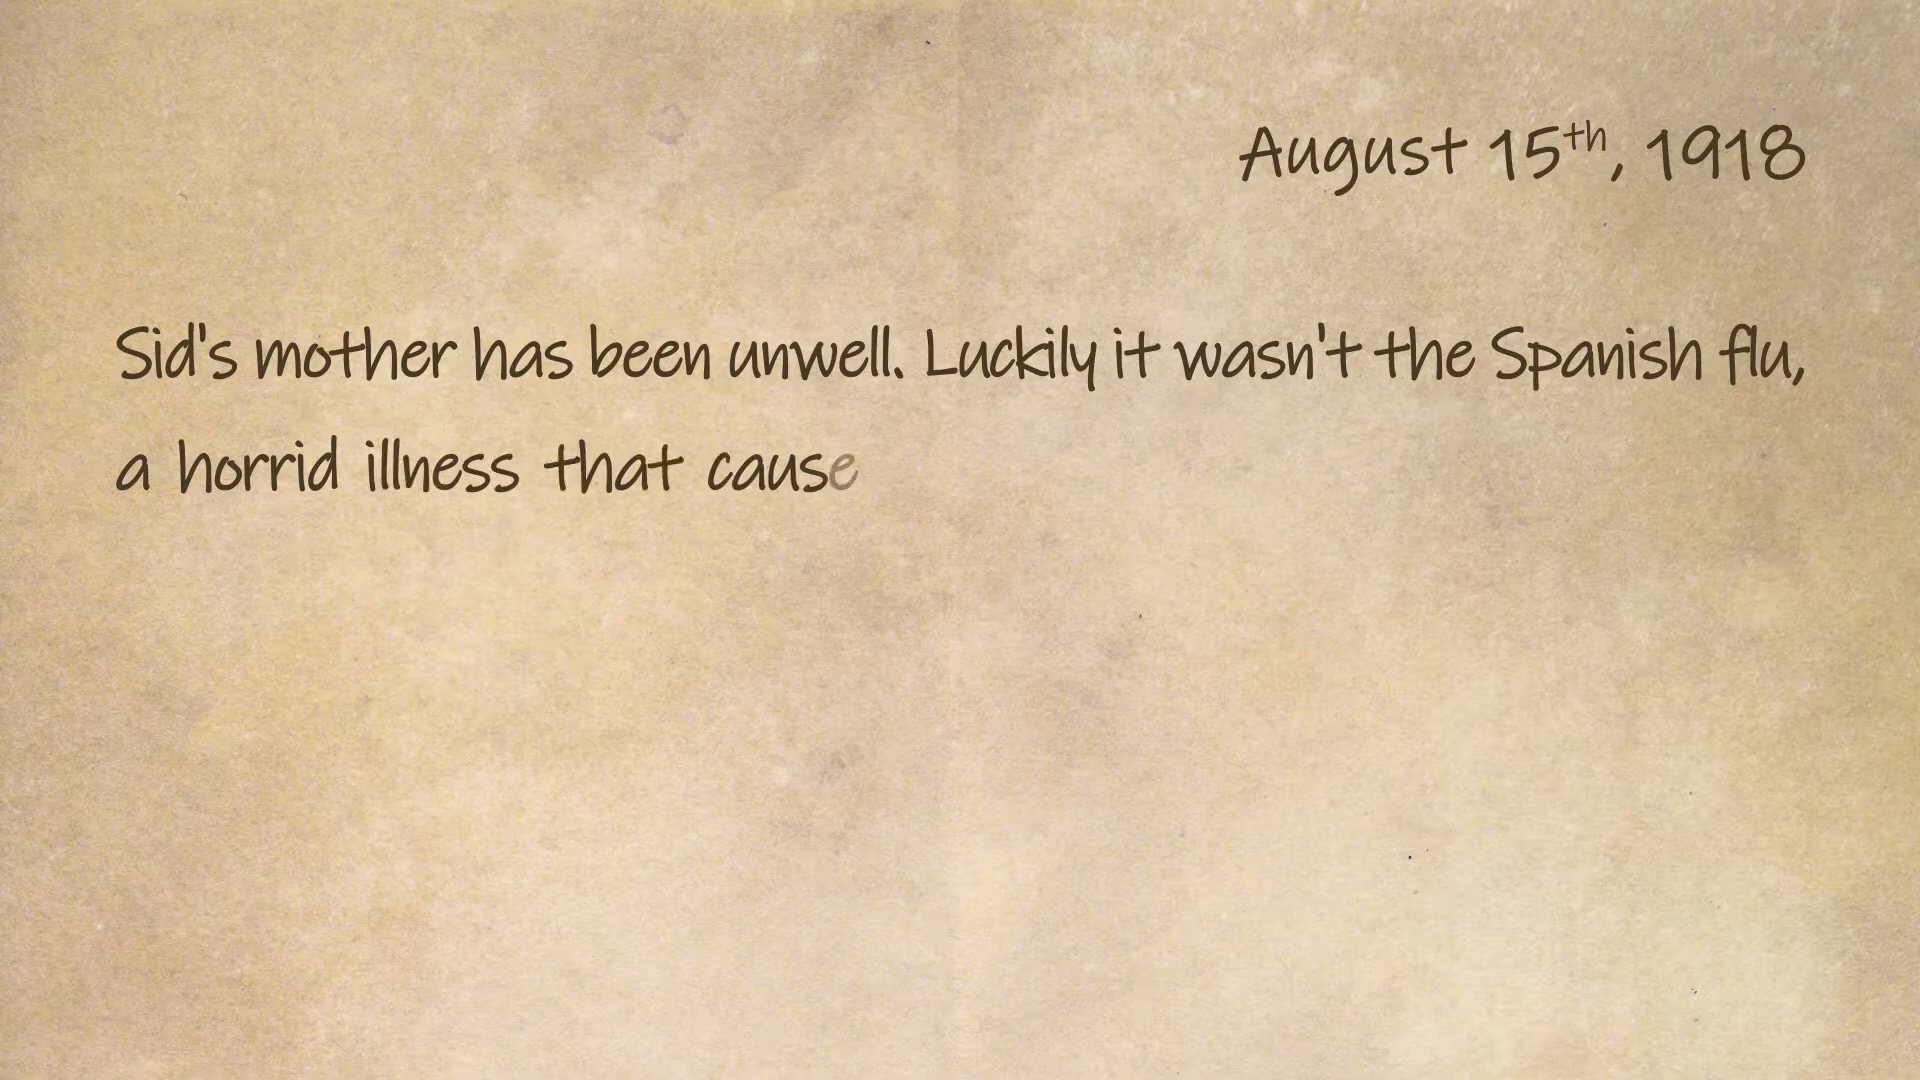 August 15th, 1918
Sid's mother has been unwell. Luckily it wasn't the Spanish flu,
a horrid illness that cause